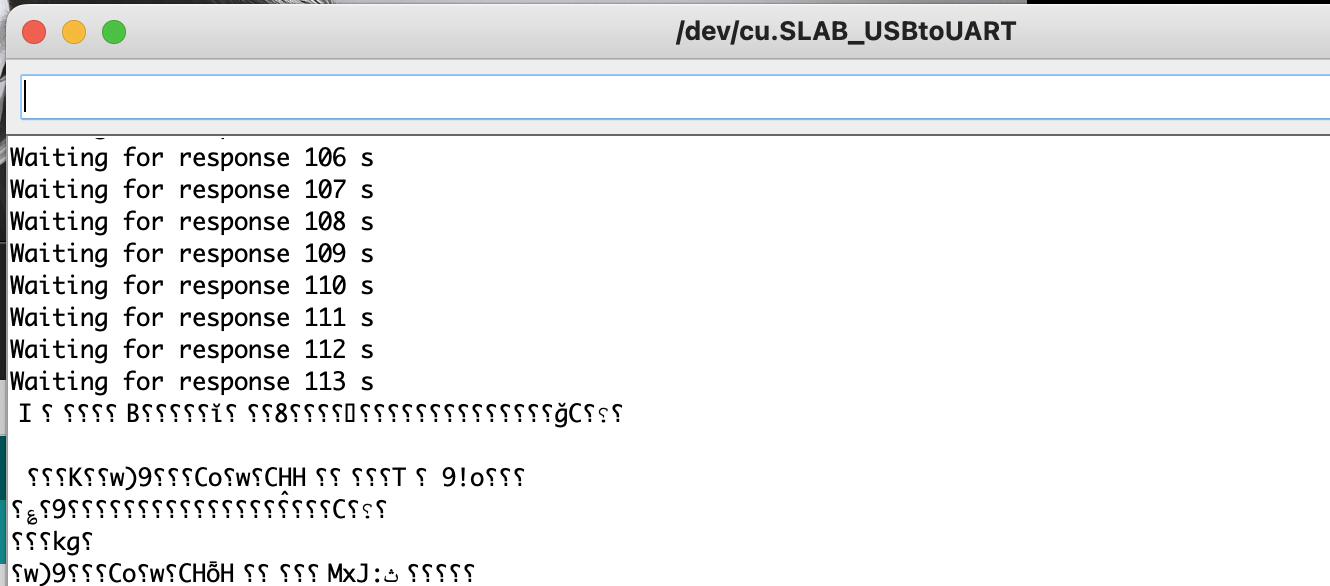 /dev/cu.SLAB_USBtoUART
Waiting for response 106 s
Waiting for response 107 s
Waiting for response 108 s
Waiting for response 109 s
Waiting for response 110 s
Waiting for response 111 s
Waiting for response 112 s
Waiting for response 113 s
I ⸮ ⸮⸮⸮⸮ B⸮⸮⸮⸮⸮ĭ⸮ ⸮⸮8⸮⸮⸮⸮▯⸮⸮⸮⸮⸮⸮⸮⸮⸮⸮⸮⸮⸮⸮ğC⸮؟⸮
⸮⸮⸮K⸮⸮w)9⸮⸮⸮Co⸮w⸮CHH ⸮⸮ ⸮⸮⸮T ⸮ 9!o⸮⸮⸮
⸮؏⸮9⸮⸮⸮⸮⸮⸮⸮⸮⸮⸮⸮⸮⸮⸮⸮⸮̂⸮⸮⸮C⸮؟⸮
⸮⸮⸮kg⸮
⸮w)9⸮⸮⸮Co⸮w⸮CHȭH ⸮⸮ ⸮⸮⸮ MxJ:ث ⸮⸮⸮⸮⸮